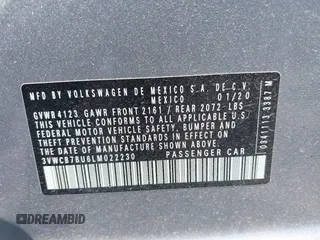 MFD BY VOLKSWAGEN DE MEXICO S.A. DE C.V.
MEXICO 01/20
GVWR 4123 GAWR FRONT 2161 / REAR 2072 LBS
THIS VEHICLE CONFORMS TO ALL APPLICABLE
FEDERAL MOTOR VEHICLE SAFETY, BUMPER AND
THEFT PREVENTION STANDARDS IN EFFECT ON
THE DATE OF MANUFACTURE SHOWN ABOVE.
3VWCB7BU6LM022230 PASSENGER CAR
© AutoBidMaster
DREAMBID